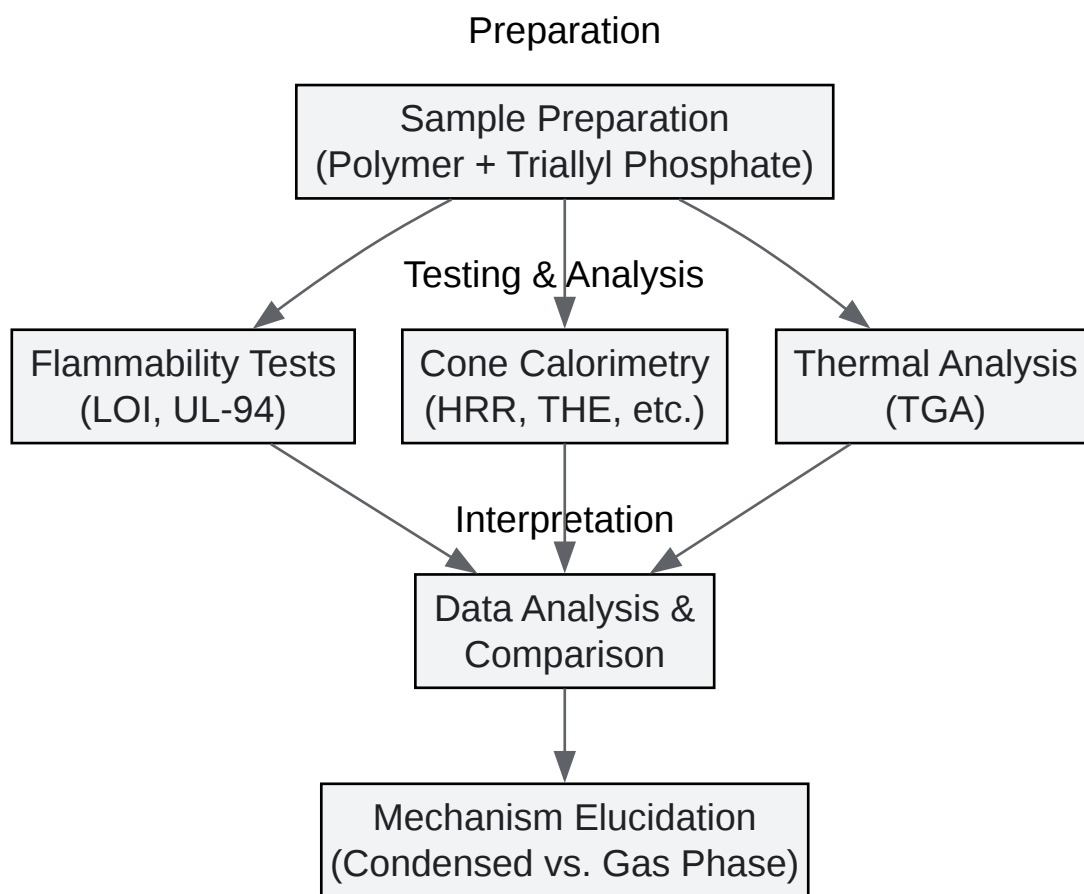 Preparation
Sample Preparation
(Polymer + Triallyl Phosphate)
Testing & Analysis
Flammability Tests
(LOI, UL-94)
Cone Calorimetry
(HRR, THE, etc.)
Thermal Analysis
(TGA)
Interpretation
Data Analysis &
Comparison
Mechanism Elucidation
(Condensed vs. Gas Phase)